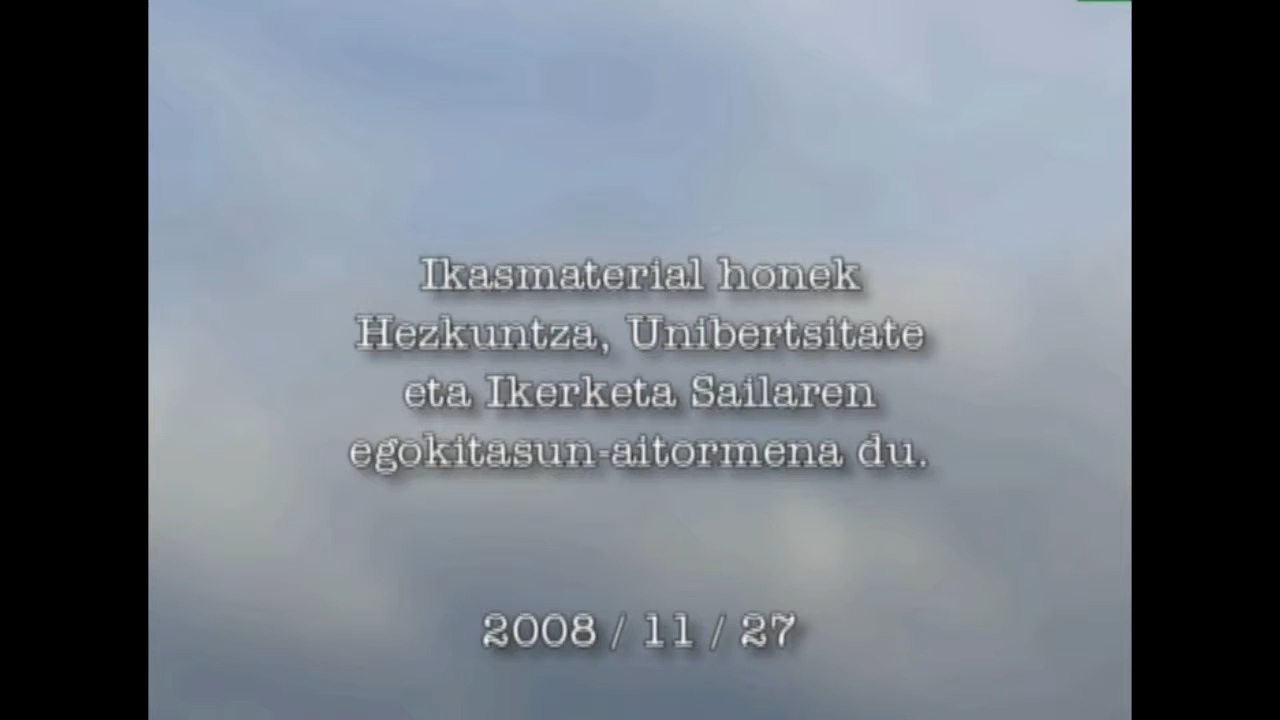 Ikasmaterial honek
Hezkuntza, Unibertsitate
eta Ikerketa Sailaren
egokitasun-aitormena du.
2008 / 11 / 27